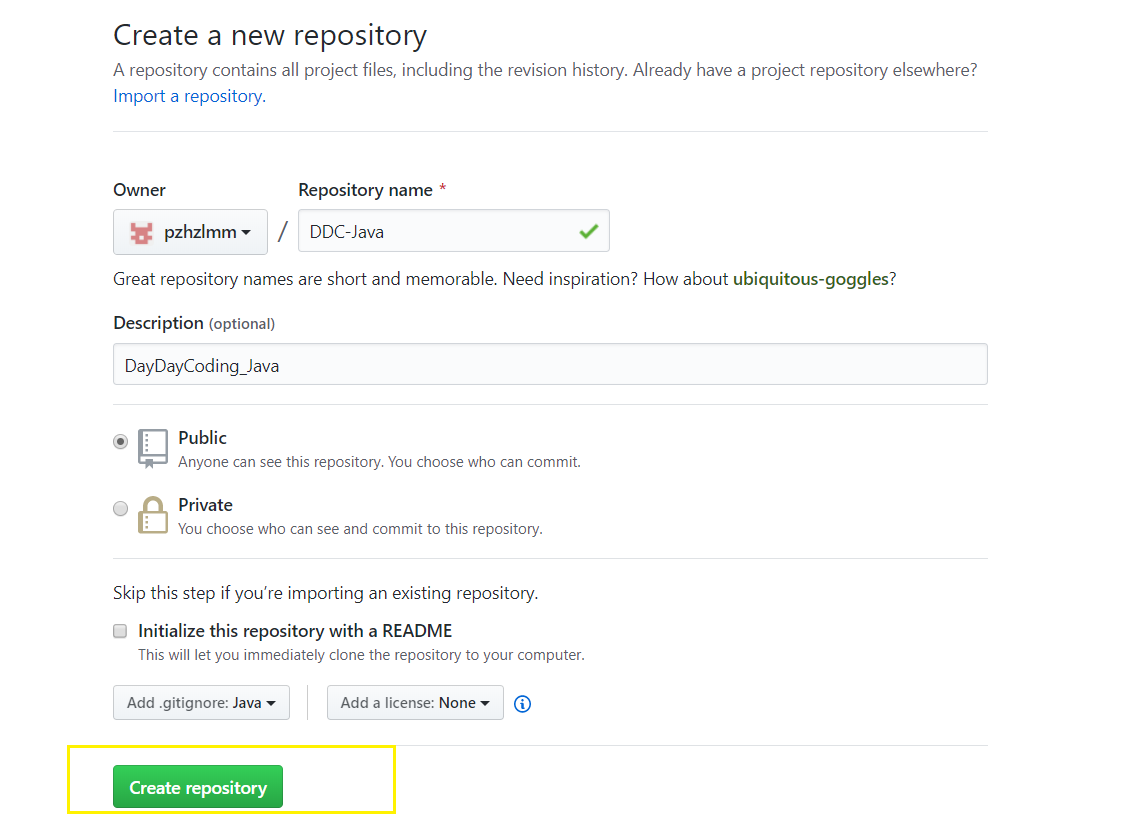 Create a new repository
A repository contains all project files, including the revision history. Already have a project repository elsewhere?
Import a repository.
Owner Repository name *
pzhzlmm / DDC-Java
Great repository names are short and memorable. Need inspiration? How about ubiquitous-goggles?
Description (optional)
DayDayCoding_Java
Public
Anyone can see this repository. You choose who can commit.
Private
You choose who can see and commit to this repository.
Skip this step if you’re importing an existing repository.
Initialize this repository with a README
This will let you immediately clone the repository to your computer.
Add .gitignore: Java Add a license: None
Create repository